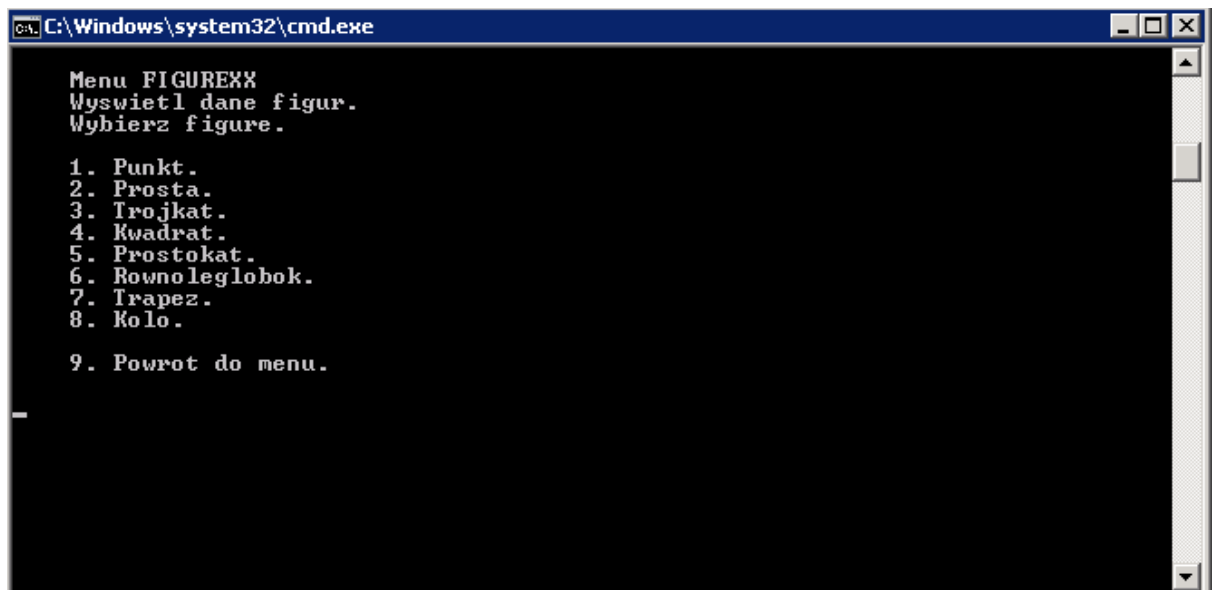 C:\Windows\system32\cmd.exe
Menu FIGUREXX
Wyswietl dane figur.
Wybierz figure.
1. Punkt.
2. Prosta.
3. Trojkat.
4. Kwadrat.
5. Prostokat.
6. Rownoleglobok.
7. Trapez.
8. Kolo.
9. Powrot do menu.